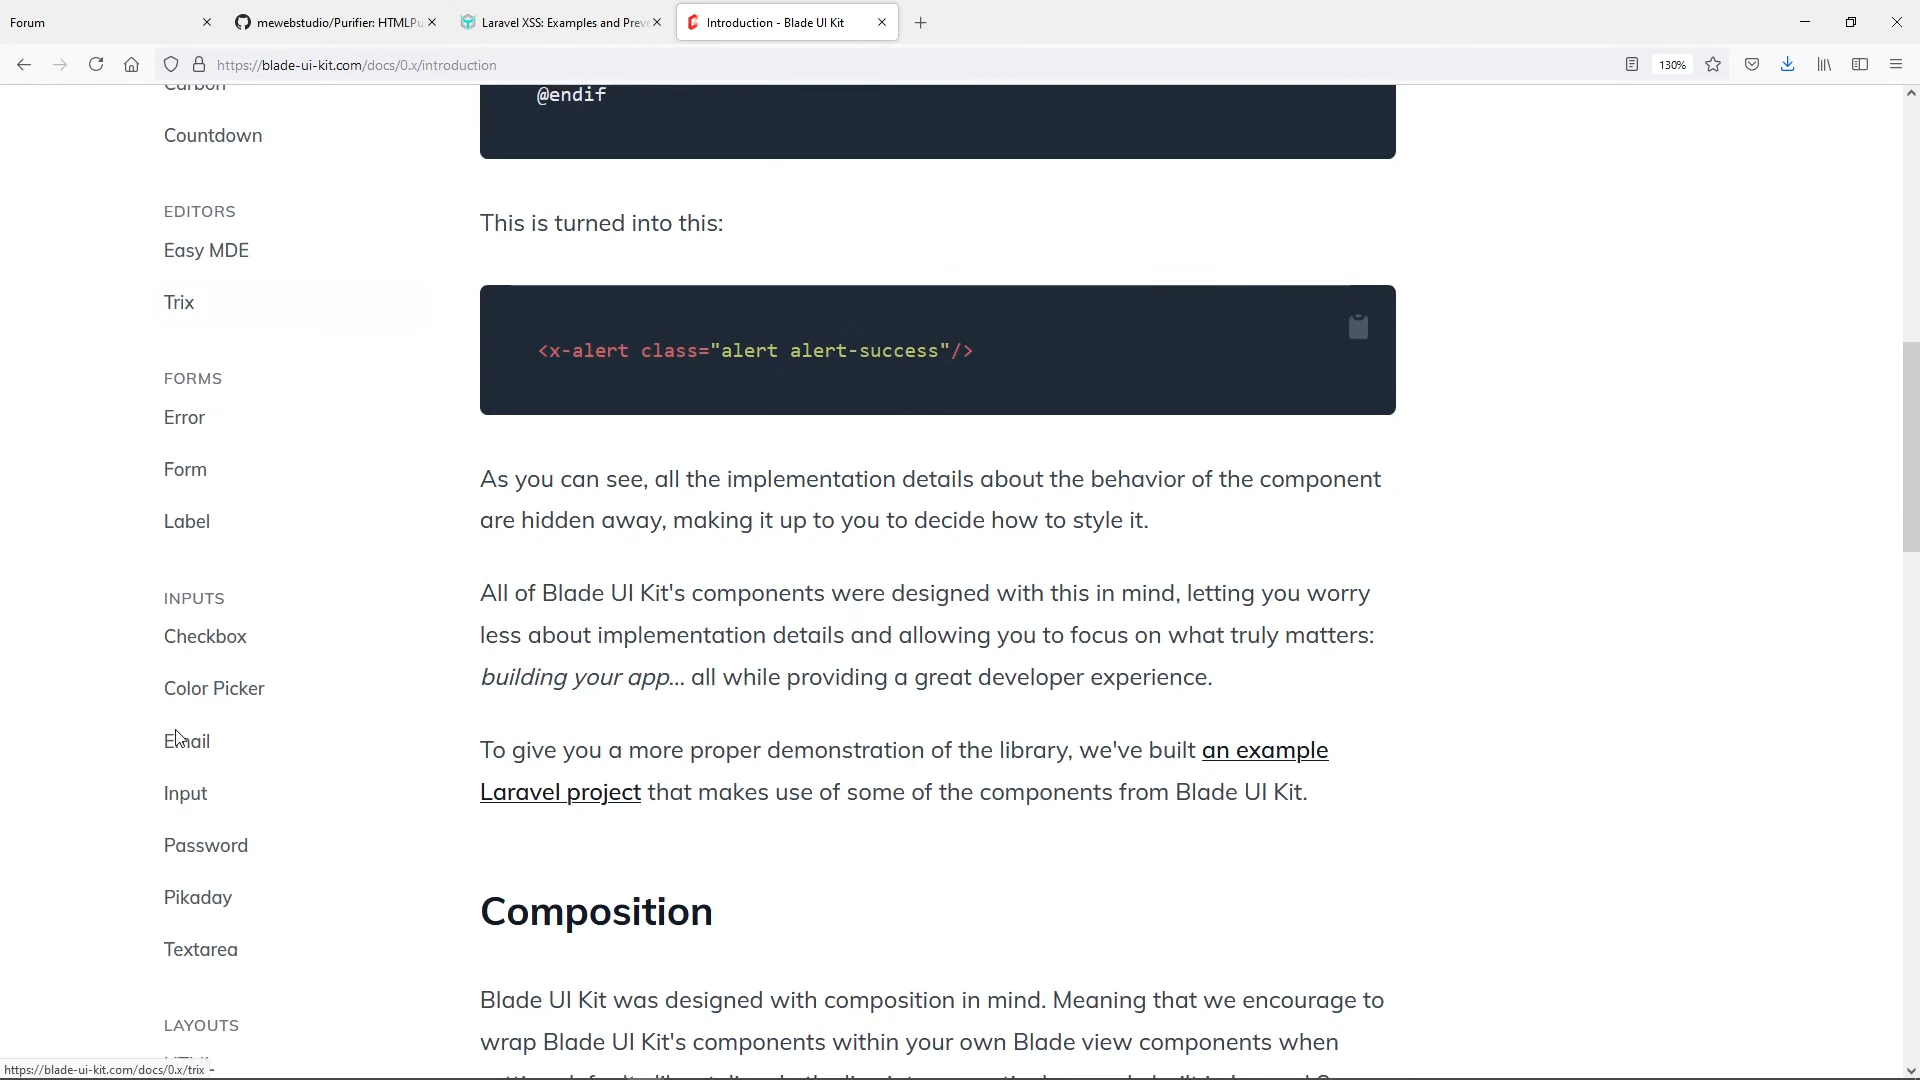 Forum
mewebstudio/Purifier: HTMLPu
Laravel XSS: Examples and Prev
Introduction - Blade UI Kit
https://blade-ui-kit.com/docs/0.x/introduction
130%
Carbon
Countdown
EDITORS
Easy MDE
Trix
FORMS
Error
Form
Label
INPUTS
Checkbox
Color Picker
Email
Input
Password
Pikaday
Textarea
LAYOUTS
@endif
This is turned into this:
<x-alert class="alert alert-success"/>
As you can see, all the implementation details about the behavior of the component
are hidden away, making it up to you to decide how to style it.
All of Blade UI Kit's components were designed with this in mind, letting you worry
less about implementation details and allowing you to focus on what truly matters:
building your app... all while providing a great developer experience.
To give you a more proper demonstration of the library, we've built an example
Laravel project that makes use of some of the components from Blade UI Kit.
Composition
Blade UI Kit was designed with composition in mind. Meaning that we encourage to
wrap Blade UI Kit's components within your own Blade view components when
https://blade-ui-kit.com/docs/0.x/trix